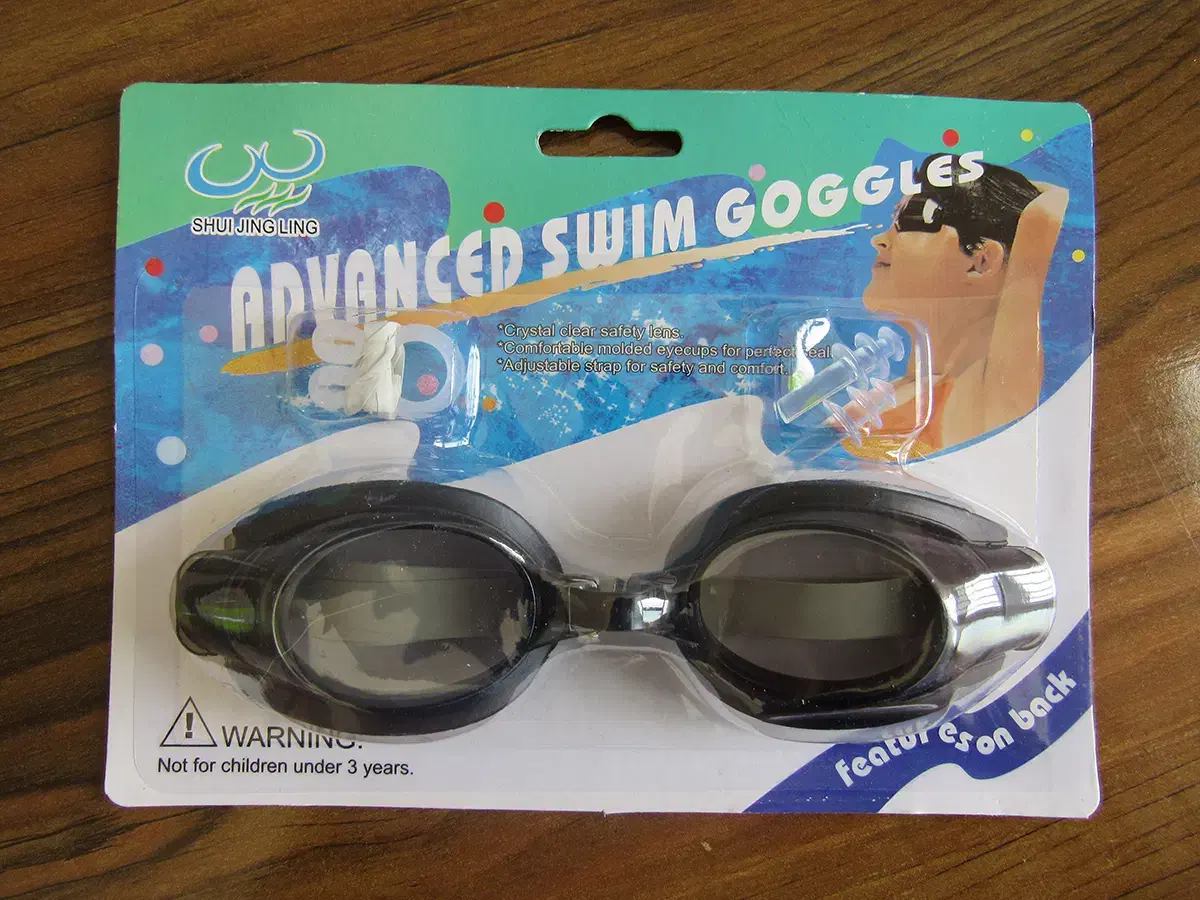 SHUI JING LING
ADVANCED SWIM GOGGLES
*Crystal clear safety lens.
*Comfortable molded eyecups for perfect seal.
*Adjustable strap for safety and comfort.
! WARNING:
Not for children under 3 years.
Features on back